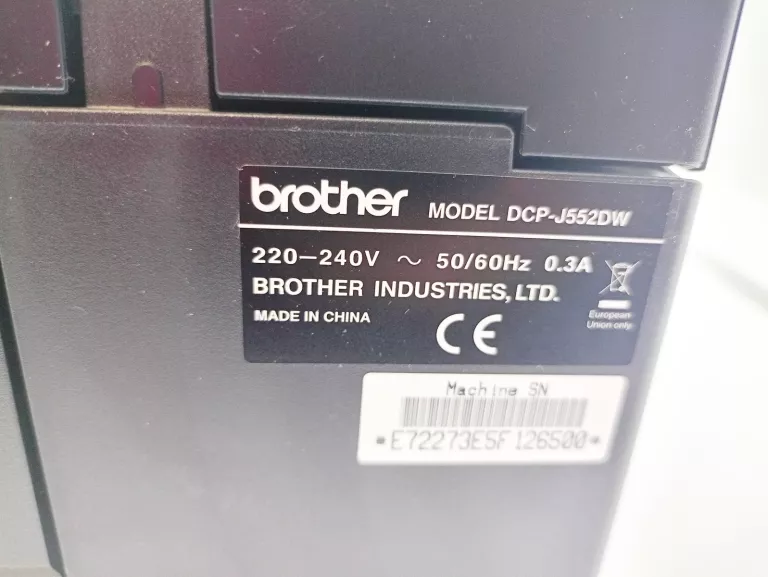 brother MODEL DCP-J552DW
220–240V ~ 50/60Hz 0.3A
BROTHER INDUSTRIES, LTD.
MADE IN CHINA
CE
European
Union only
Machine SN
*E72273E5F126500*